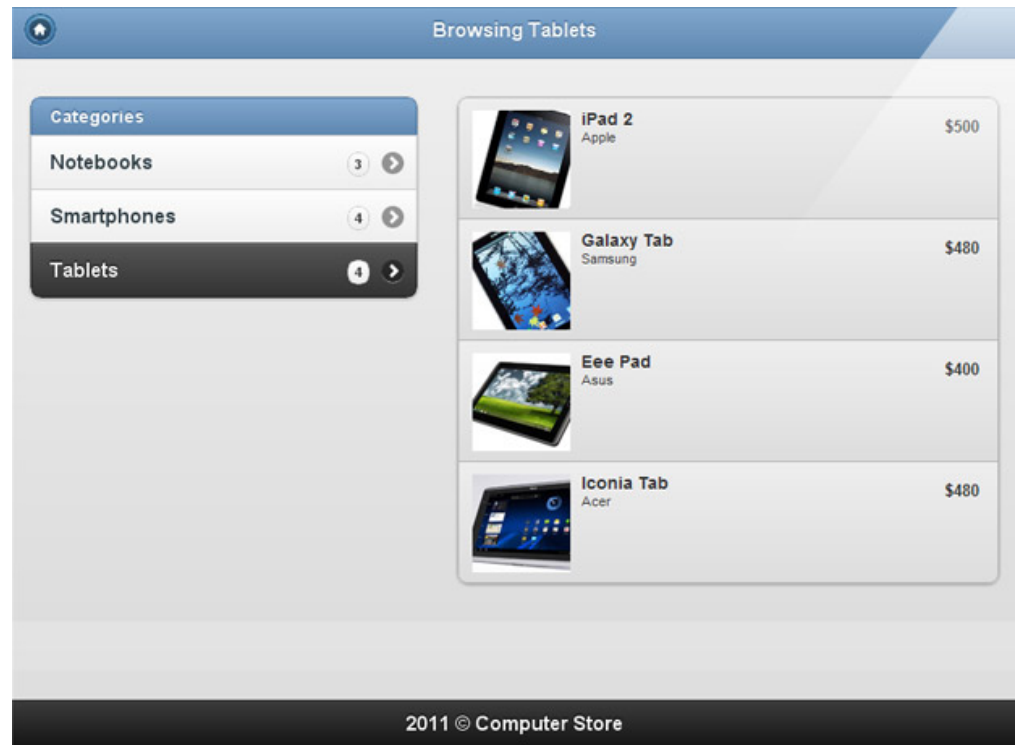 Browsing Tablets
Categories
Notebooks 3
Smartphones 4
Tablets 4
iPad 2 $500
Apple
Galaxy Tab $480
Samsung
Eee Pad $400
Asus
Iconia Tab $480
Acer
2011 © Computer Store